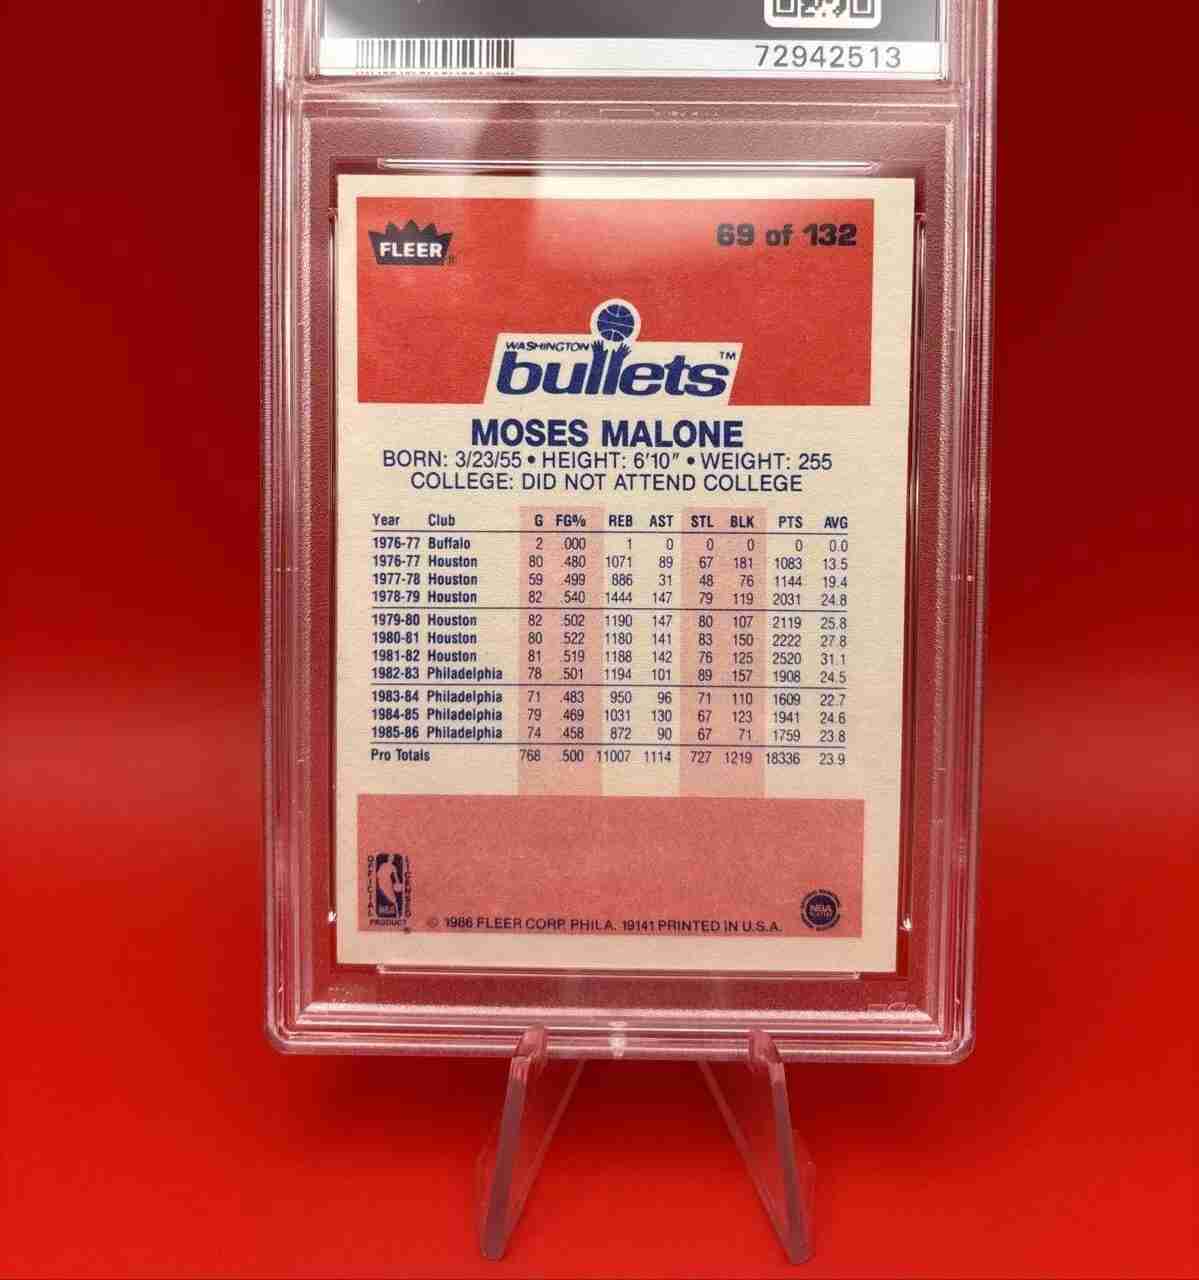 72942513
FLEER®
69 of 132
WASHINGTON
bullets™
MOSES MALONE
BORN: 3/23/55 • HEIGHT: 6'10" • WEIGHT: 255
COLLEGE: DID NOT ATTEND COLLEGE
Year Club G FG% REB AST STL BLK PTS AVG
1976-77 Buffalo 2 .000 1 0 0 0 0 0.0
1976-77 Houston 80 .480 1071 89 67 181 1083 13.5
1977-78 Houston 59 .499 886 31 48 76 1144 19.4
1978-79 Houston 82 .540 1444 147 79 119 2031 24.8
1979-80 Houston 82 .502 1190 147 80 107 2119 25.8
1980-81 Houston 80 .522 1180 141 83 150 2222 27.8
1981-82 Houston 81 .519 1188 142 76 125 2520 31.1
1982-83 Philadelphia 78 .501 1194 101 89 157 1908 24.5
1983-84 Philadelphia 71 .483 950 96 71 110 1609 22.7
1984-85 Philadelphia 79 .469 1031 130 67 123 1941 24.6
1985-86 Philadelphia 74 .458 872 90 67 71 1759 23.8
Pro Totals 768 .500 11007 1114 727 1219 18336 23.9
OFFICIAL LICENSED
NBA
PRODUCT
® © 1986 FLEER CORP. PHILA. 19141 PRINTED IN U.S.A.
NBA